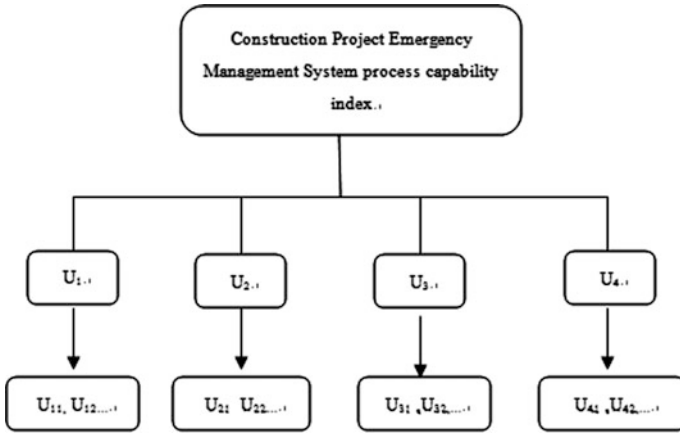 Construction Project Emergency
Management System process capability
index.
U₁.
U₂.
U₃.
U₄.
U₁₁, U₁₂....
U₂₁ U₂₂....
U₃₁ ,U₃₂,....
U₄₁ ,U₄₂,....